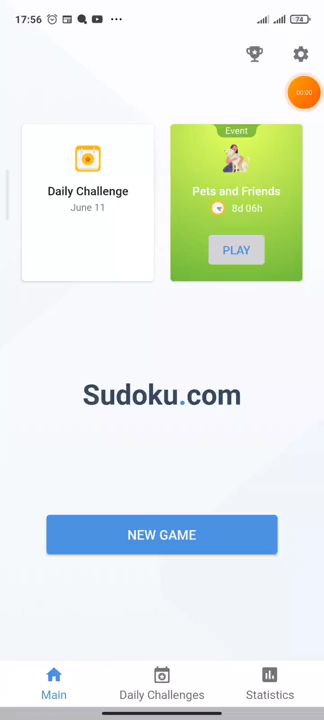 17:56
74
00:00
Event
Daily Challenge
June 11
Pets and Friends
8d 06h
PLAY
Sudoku.com
NEW GAME
Main
Daily Challenges
Statistics